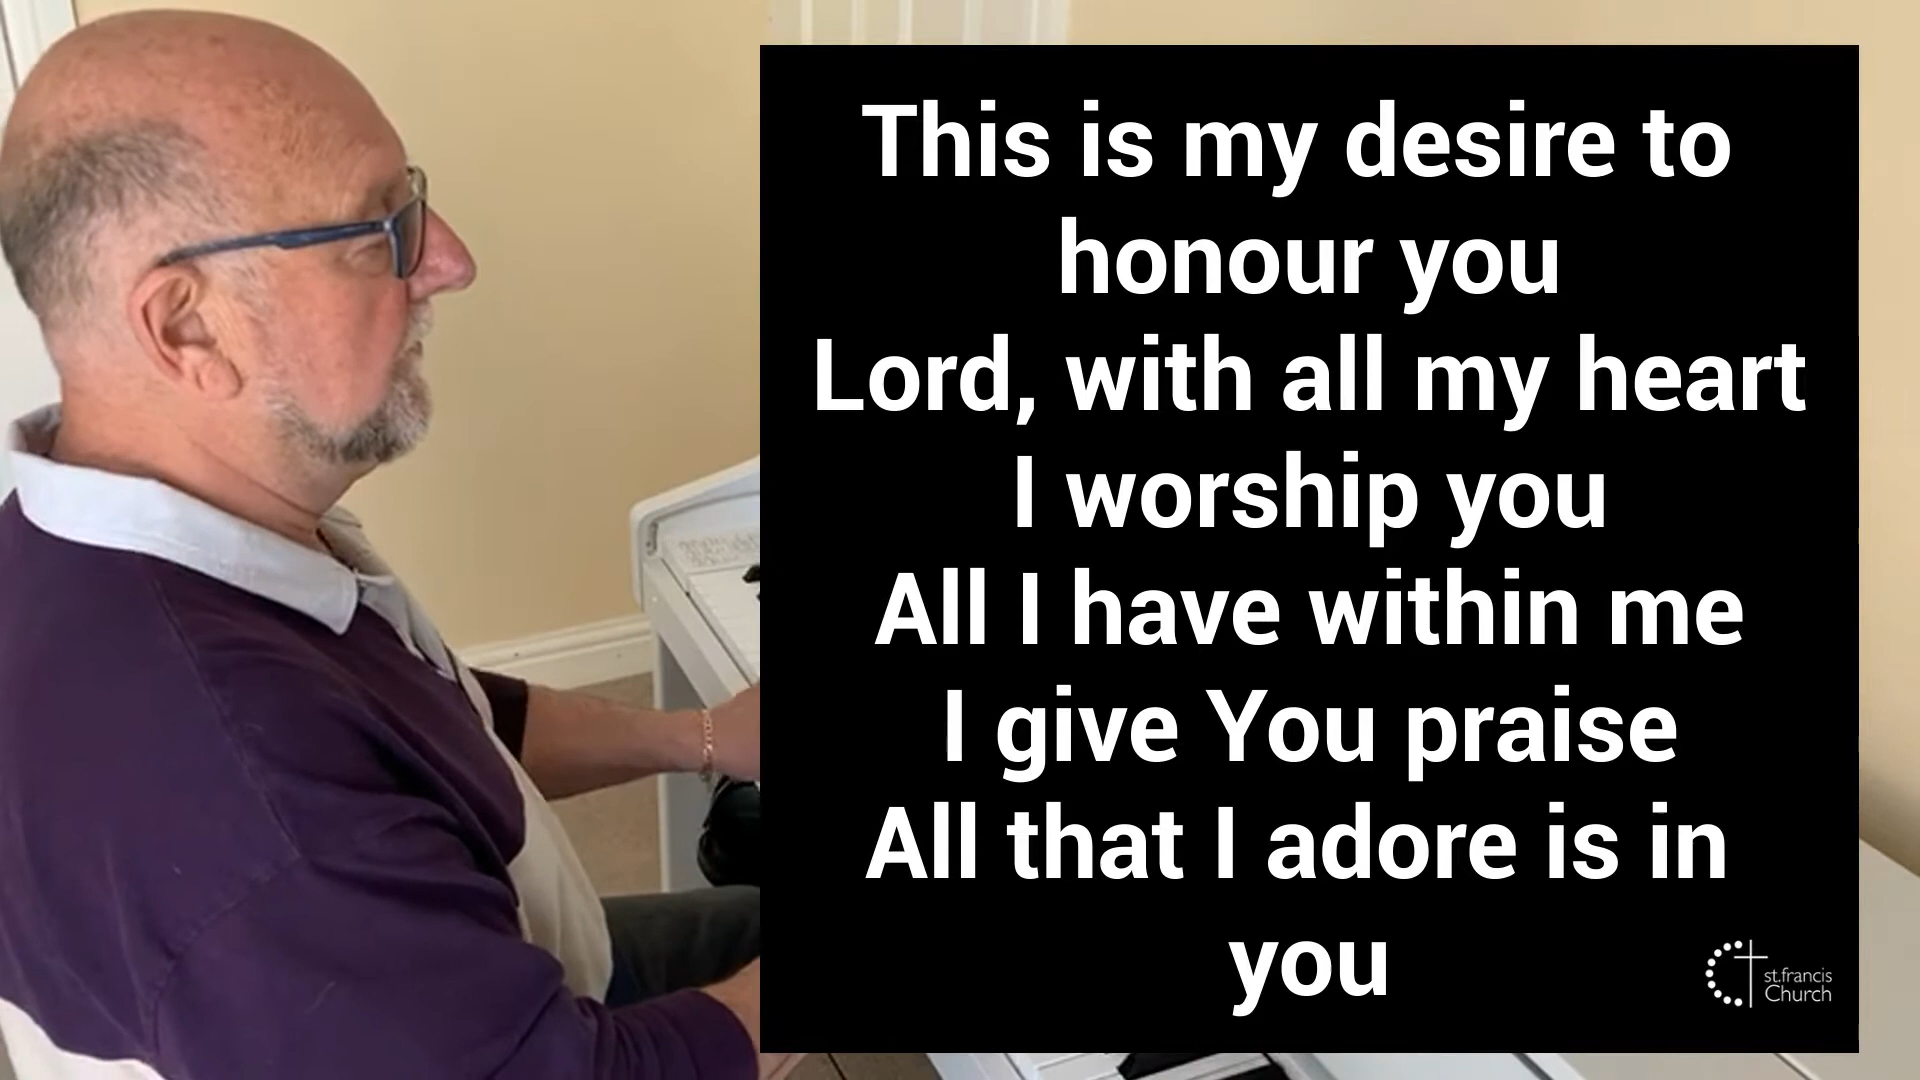 This is my desire to
honour you
Lord, with all my heart
I worship you
All I have within me
I give You praise
All that I adore is in
you
st.francis
Church